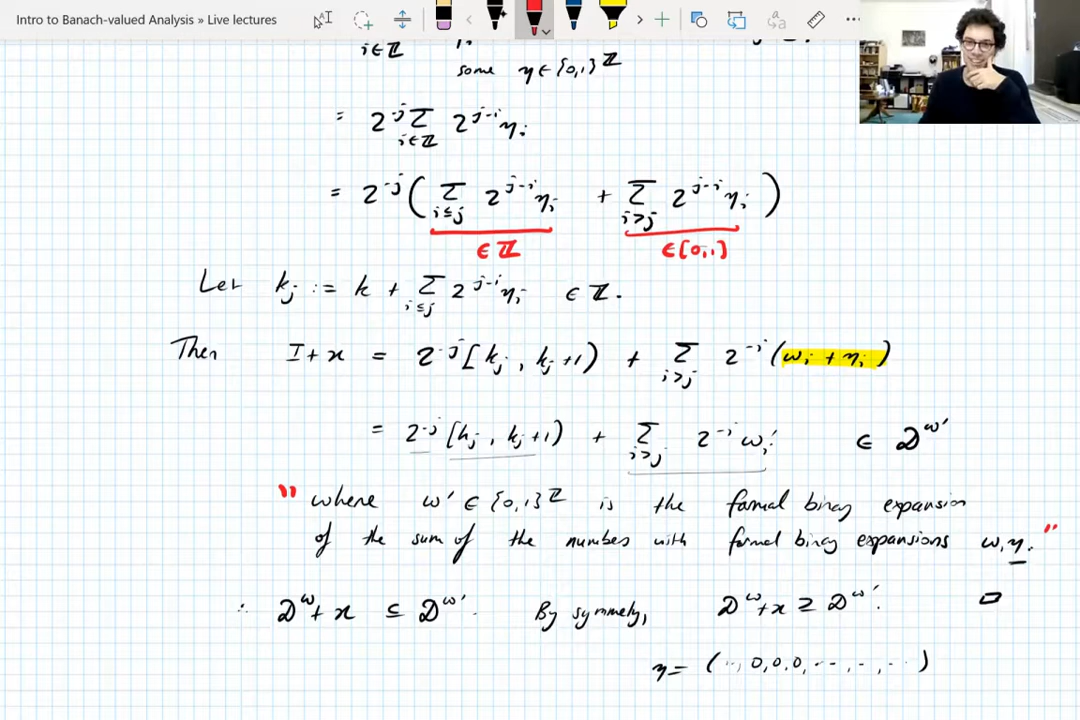 Intro to Banach-valued Analysis » Live lectures
i∈ℤ
some η∈{0,1}^ℤ
= 2^-j Σ_{i∈ℤ} 2^{j-i} η_i
= 2^-j ( Σ_{i≤j} 2^{j-i} η_i + Σ_{i>j} 2^{j-i} η_i )
∈ ℤ ∈[0,1)
Let k_j := k + Σ_{i≤j} 2^{j-i} η_i ∈ ℤ.
Then I + x = 2^-j [k_j, k_j+1) + Σ_{i>j} 2^-i (ω_i + η_i)
= 2^-j [k_j, k_j+1) + Σ_{i>j} 2^-i ω_i' ∈ 𝒟^ω'
" where ω' ∈ {0,1}^ℤ is the formal binary expansion
of the sum of the numbers with formal binary expansions ω, η. "
∴ 𝒟^ω + x ⊆ 𝒟^ω'. By symmetry, 𝒟^ω + x ⊇ 𝒟^ω'. □
η = ( ..., 0,0,0, --, -, - -- )